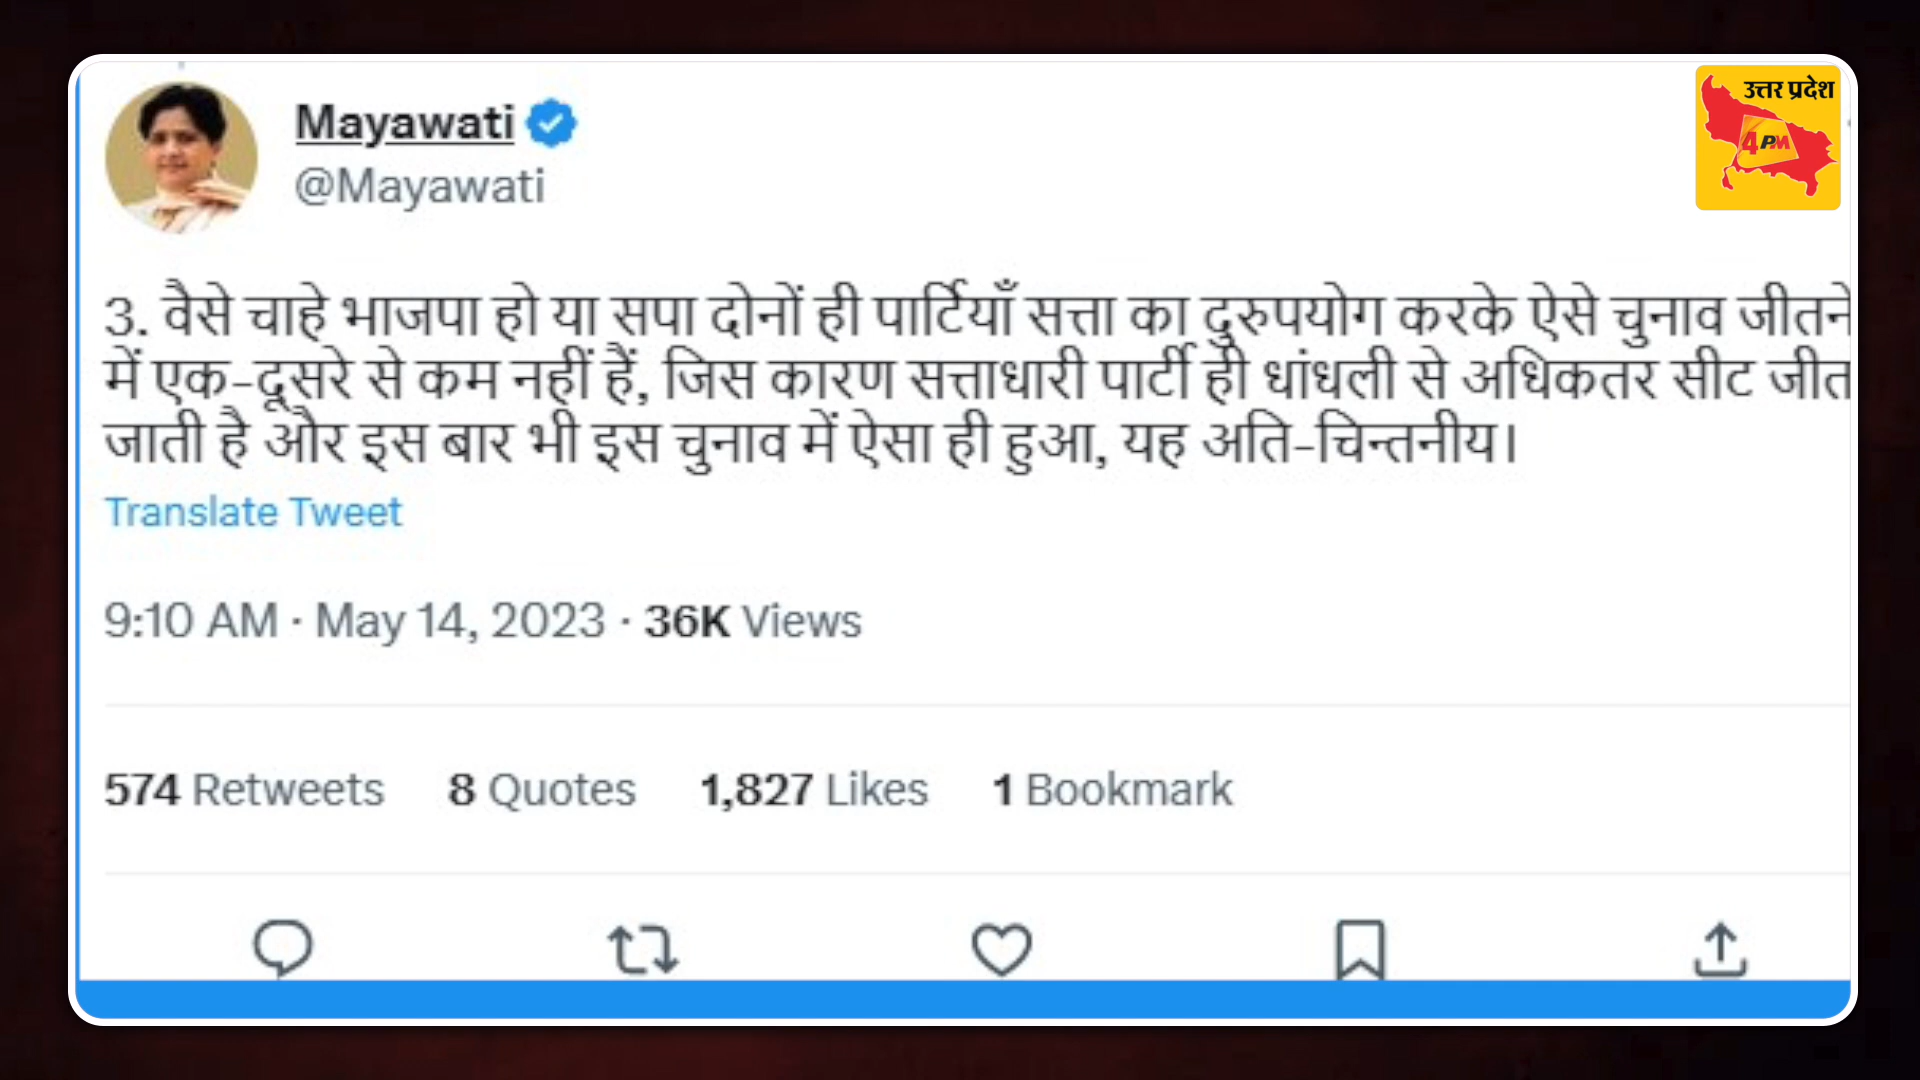 Mayawati
@Mayawati
उत्तर प्रदेश
4PM
3. वैसे चाहे भाजपा हो या सपा दोनों ही पार्टियाँ सत्ता का दुरुपयोग करके ऐसे चुनाव जीतने
में एक-दूसरे से कम नहीं हैं, जिस कारण सत्ताधारी पार्टी ही धांधली से अधिकतर सीट जीत
जाती है और इस बार भी इस चुनाव में ऐसा ही हुआ, यह अति-चिन्तनीय।
Translate Tweet
9:10 AM · May 14, 2023 · 36K Views
574 Retweets 8 Quotes 1,827 Likes 1 Bookmark